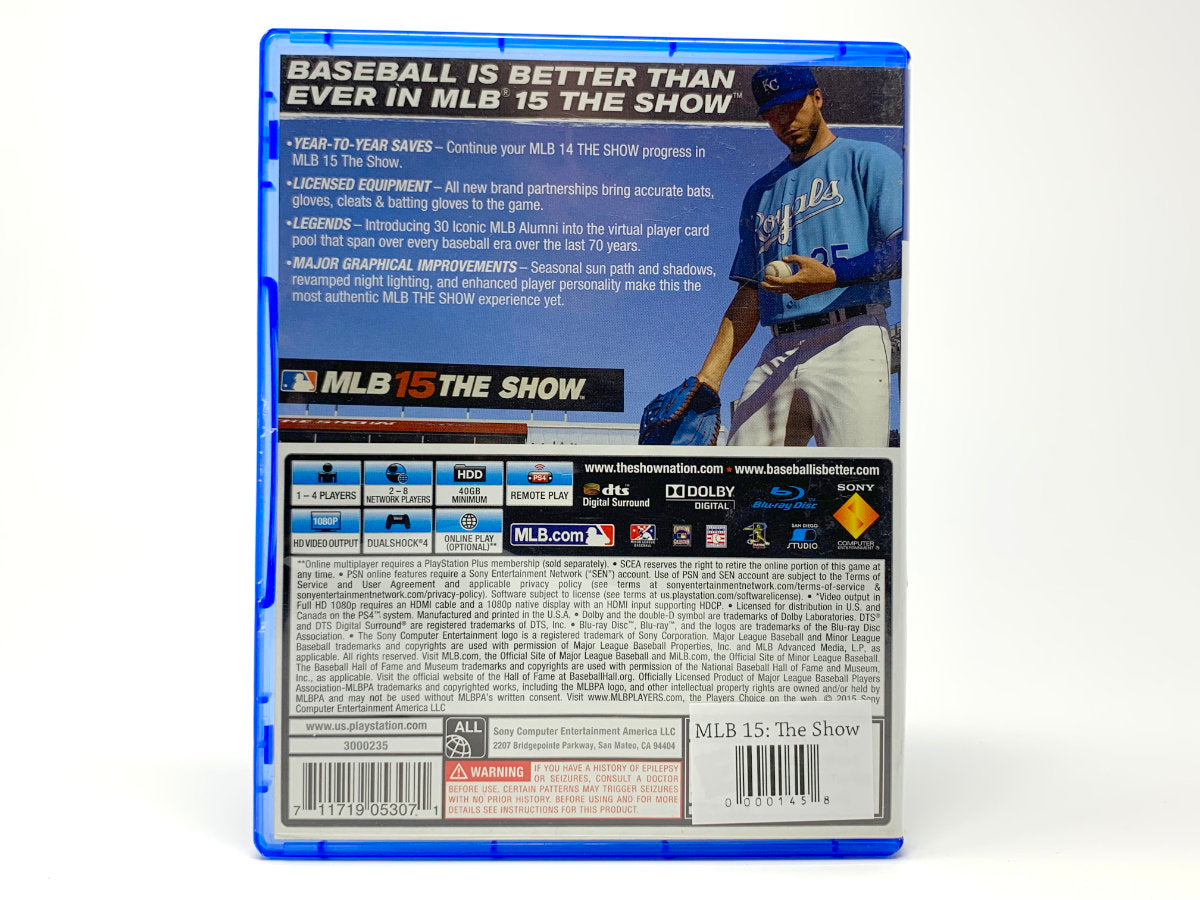 BASEBALL IS BETTER THAN
EVER IN MLB® 15 THE SHOW™
KC
Royals
35
•YEAR-TO-YEAR SAVES – Continue your MLB 14 THE SHOW progress in
MLB 15 The Show.
•LICENSED EQUIPMENT – All new brand partnerships bring accurate bats,
gloves, cleats & batting gloves to the game.
•LEGENDS – Introducing 30 Iconic MLB Alumni into the virtual player card
pool that span over every baseball era over the last 70 years.
•MAJOR GRAPHICAL IMPROVEMENTS – Seasonal sun path and shadows,
revamped night lighting, and enhanced player personality make this the
most authentic MLB THE SHOW experience yet.
MLB 15 THE SHOW™
1 – 4 PLAYERS
2 – 8
NETWORK PLAYERS
HDD
40GB
MINIMUM
PS4
REMOTE PLAY
1080P
HD VIDEO OUTPUT
DUALSHOCK®4
ONLINE PLAY
(OPTIONAL)**
www.theshownation.com • www.baseballisbetter.com
dts
Digital Surround
DOLBY
DIGITAL
Blu-ray Disc
SONY
COMPUTER
ENTERTAINMENT®
MLB.com
SAN DIEGO
STUDIO
**Online multiplayer requires a PlayStation Plus membership (sold separately). • SCEA reserves the right to retire the online portion of this game at
any time. • PSN online features require a Sony Entertainment Network ("SEN") account. Use of PSN and SEN account are subject to the Terms of
Service and User Agreement and applicable privacy policy (see terms at sonyentertainmentnetwork.com/terms-of-service &
sonyentertainmentnetwork.com/privacy-policy). Software subject to license (see terms at us.playstation.com/softwarelicense). • *Video output in
Full HD 1080p requires an HDMI cable and a 1080p native display with an HDMI input supporting HDCP. • Licensed for distribution in U.S. and
Canada on the PS4™ system. Manufactured and printed in the U.S.A. • Dolby and the double-D symbol are trademarks of Dolby Laboratories. DTS®
and DTS Digital Surround® are registered trademarks of DTS, Inc. • Blu-ray Disc™, Blu-ray™, and the logos are trademarks of the Blu-ray Disc
Association. • The Sony Computer Entertainment logo is a registered trademark of Sony Corporation. Major League Baseball and Minor League
Baseball trademarks and copyrights are used with permission of Major League Baseball Properties, Inc. and MLB Advanced Media, L.P. as
applicable. All rights reserved. Visit MLB.com, the Official Site of Major League Baseball and MiLB.com, the Official Site of Minor League Baseball.
The Baseball Hall of Fame and Museum trademarks and copyrights are used with permission of the National Baseball Hall of Fame and Museum,
Inc., as applicable. Visit the official website of the Hall of Fame at BaseballHall.org. Officially Licensed Product of Major League Baseball Players
Association-MLBPA trademarks and copyrighted works, including the MLBPA logo, and other intellectual property rights are owned and/or held by
MLBPA and may not be used without MLBPA's written consent. Visit www.MLBPLAYERS.com, the Players Choice on the web. © 2015 Sony
Computer Entertainment America LLC
www.us.playstation.com
3000235
ALL
Sony Computer Entertainment America LLC
2207 Bridgepointe Parkway, San Mateo, CA 94404
WARNING IF YOU HAVE A HISTORY OF EPILEPSY
OR SEIZURES, CONSULT A DOCTOR
BEFORE USE. CERTAIN PATTERNS MAY TRIGGER SEIZURES
WITH NO PRIOR HISTORY. BEFORE USING AND FOR MORE
DETAILS SEE INSTRUCTIONS FOR THIS PRODUCT.
7 11719 05307 1
MLB 15: The Show
0 000145 8